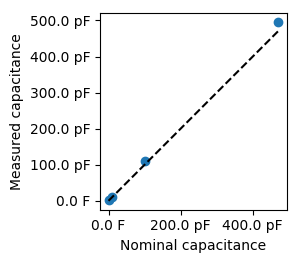 500.0 pF
400.0 pF
300.0 pF
200.0 pF
100.0 pF
0.0 F
Measured capacitance
0.0 F 200.0 pF 400.0 pF
Nominal capacitance